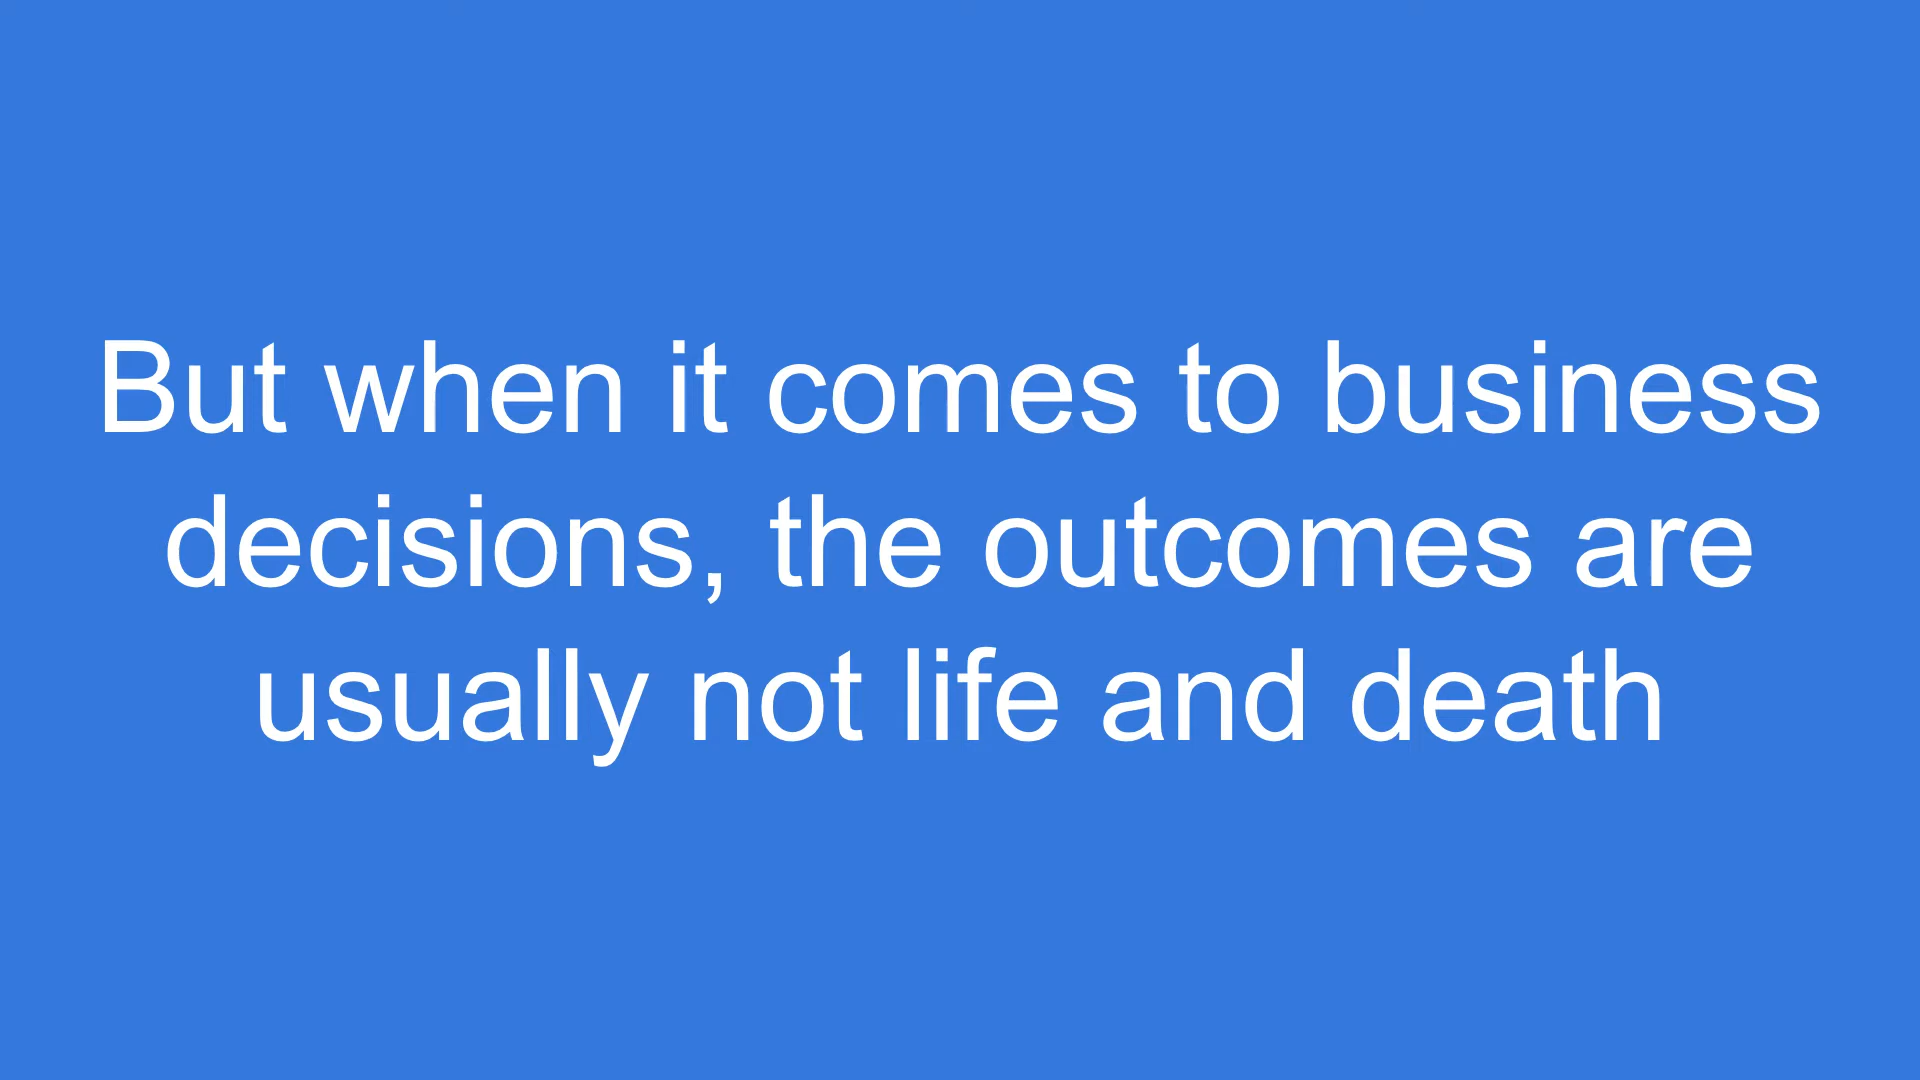 But when it comes to business
decisions, the outcomes are
usually not life and death